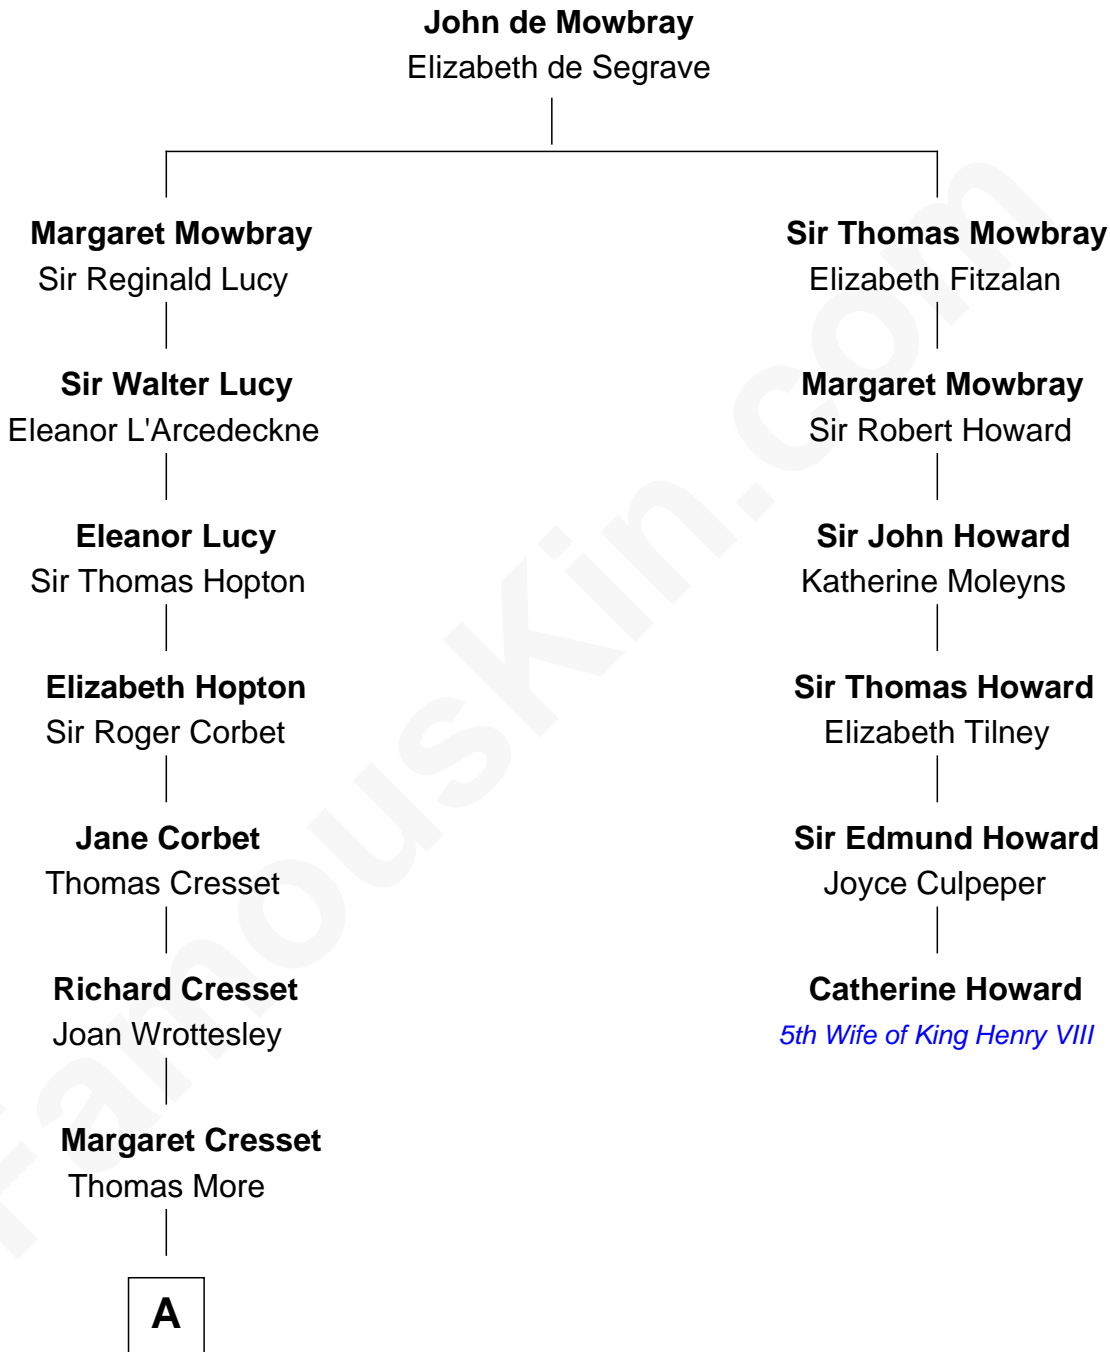 John de Mowbray
Elizabeth de Segrave
Margaret Mowbray
Sir Reginald Lucy
Sir Thomas Mowbray
Elizabeth Fitzalan
Sir Walter Lucy
Eleanor L'Arcedeckne
Margaret Mowbray
Sir Robert Howard
Eleanor Lucy
Sir Thomas Hopton
Sir John Howard
Katherine Moleyns
Elizabeth Hopton
Sir Roger Corbet
Sir Thomas Howard
Elizabeth Tilney
Jane Corbet
Thomas Cresset
Sir Edmund Howard
Joyce Culpeper
Richard Cresset
Joan Wrottesley
Catherine Howard
5th Wife of King Henry VIII
Margaret Cresset
Thomas More
A
FamousKin.com